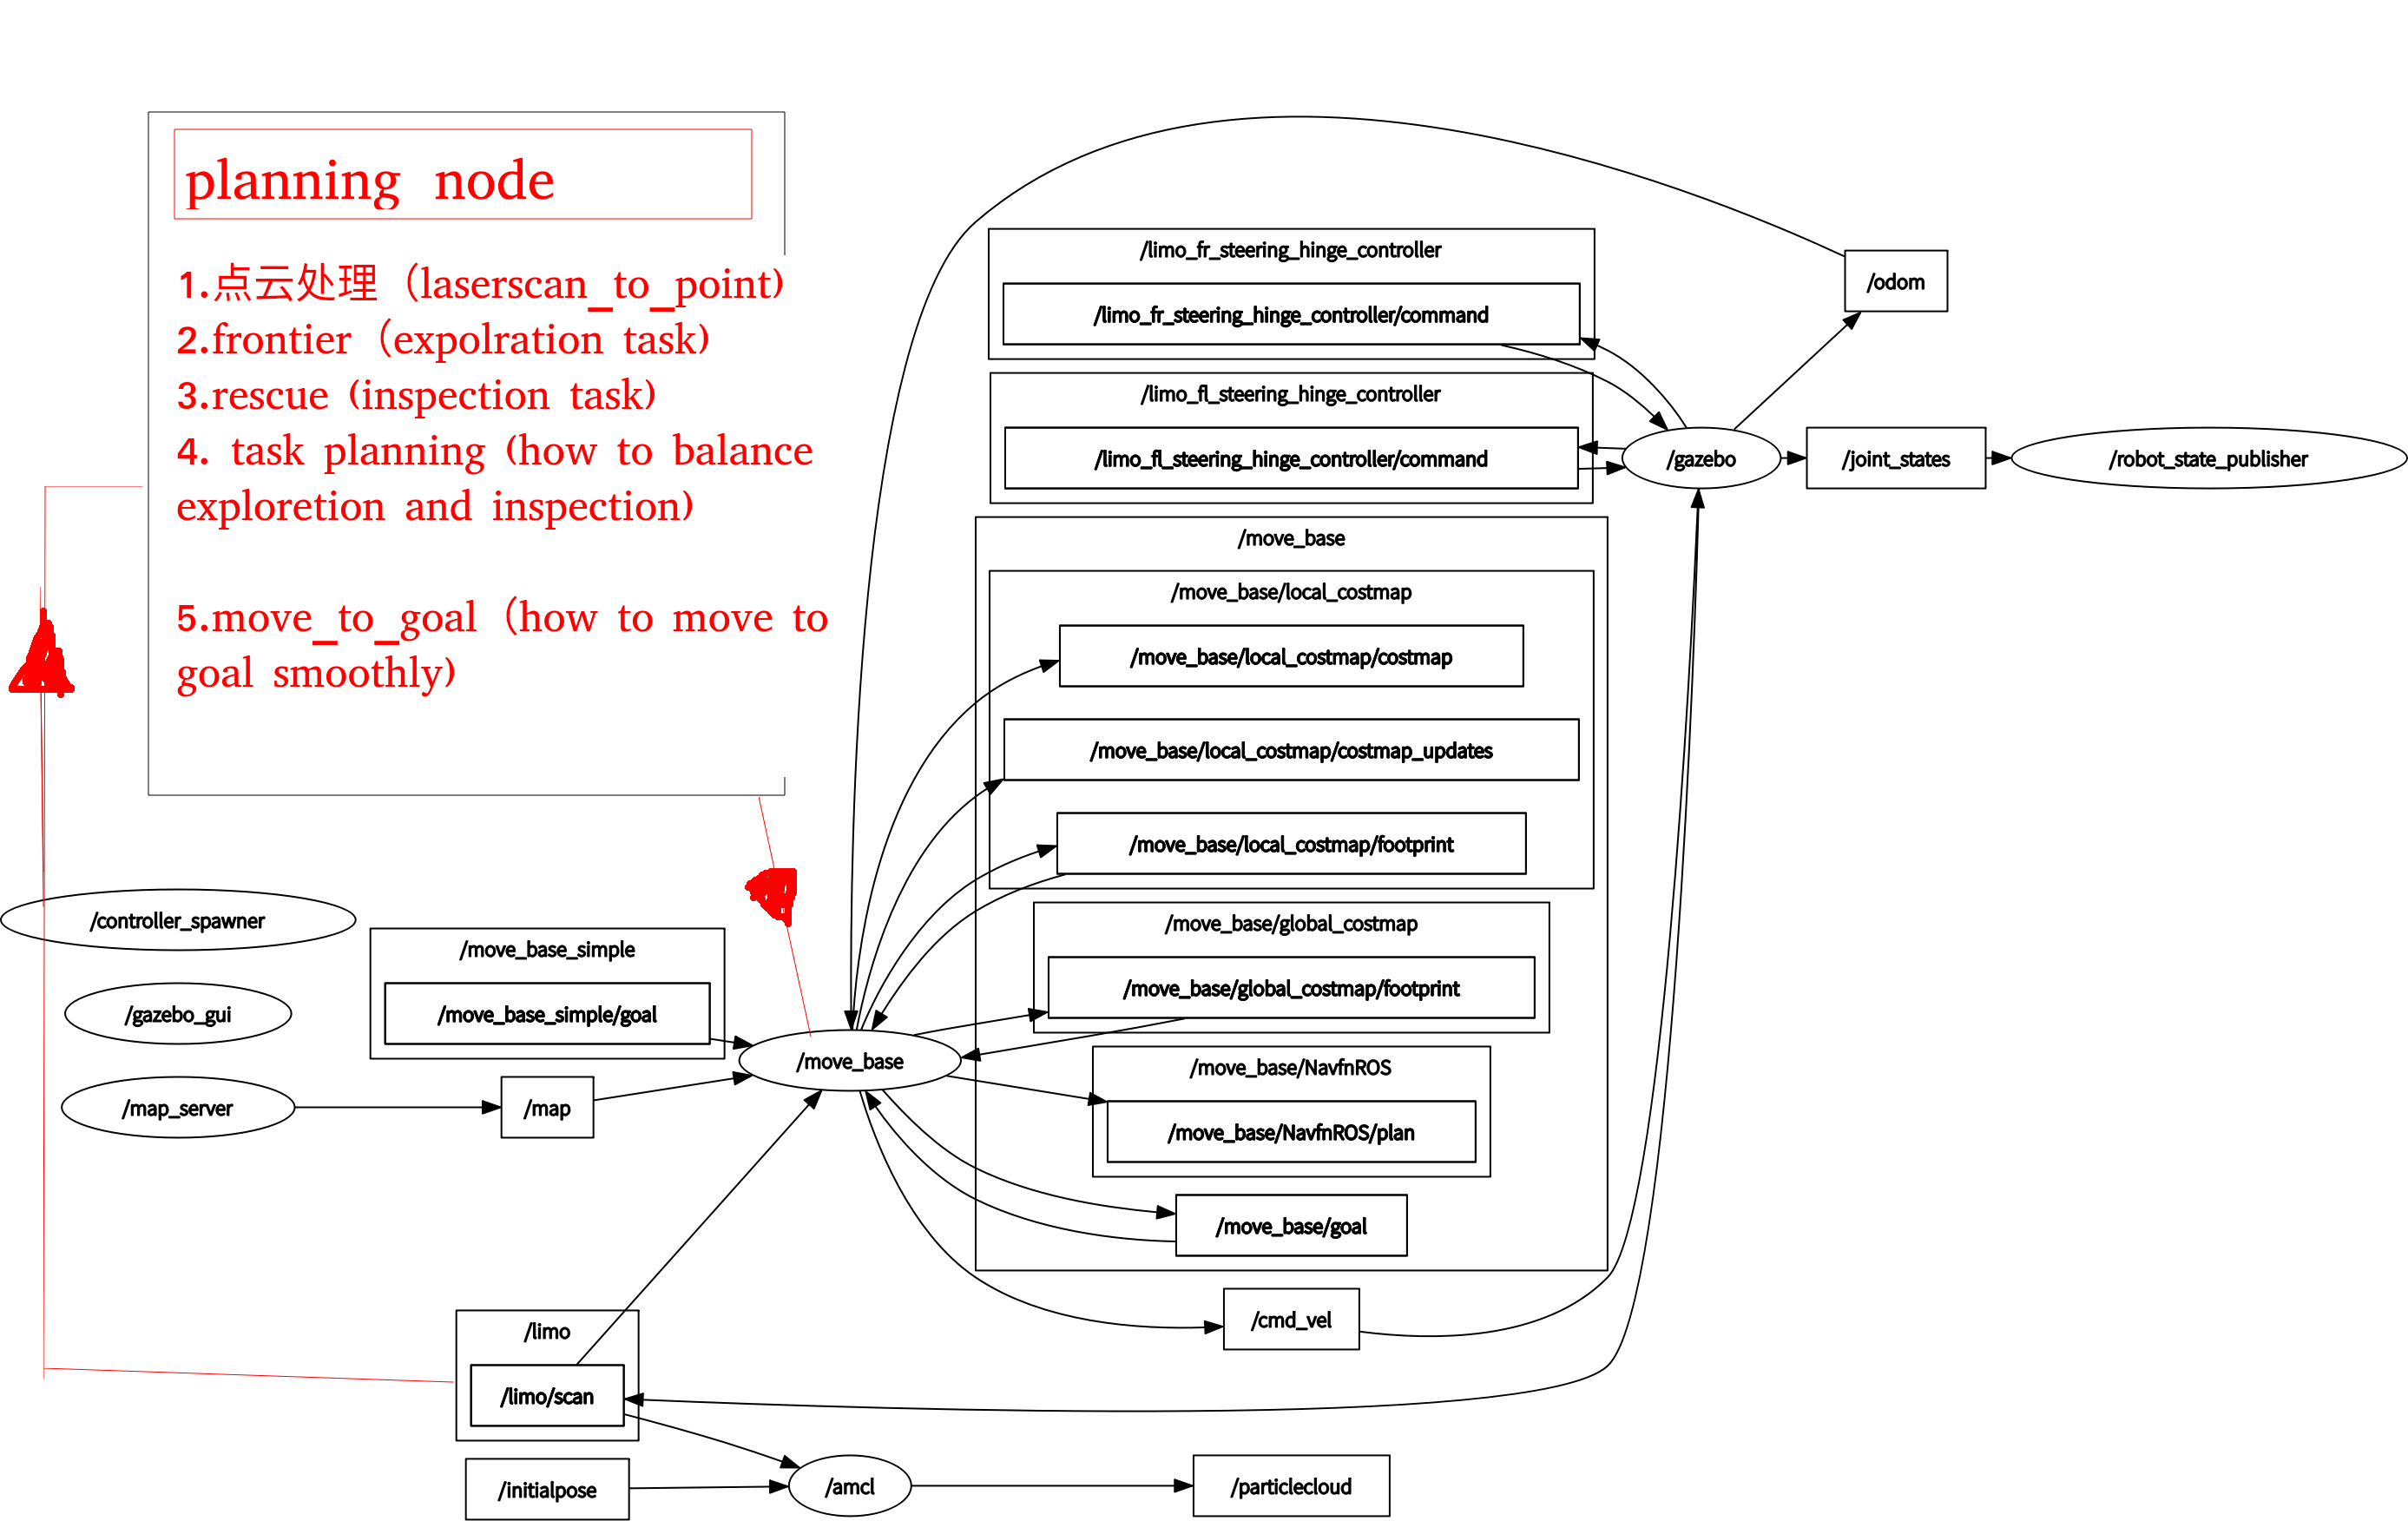 planning node
1.点云处理 (laserscan_to_point)
2.frontier (expolration task)
3.rescue (inspection task)
4. task planning (how to balance
exploretion and inspection)
5.move_to_goal (how to move to
goal smoothly)
/controller_spawner
/gazebo_gui
/map_server
/move_base_simple
/move_base_simple/goal
/map
/move_base
/limo
/limo/scan
/initialpose
/amcl
/limo_fr_steering_hinge_controller
/limo_fr_steering_hinge_controller/command
/limo_fl_steering_hinge_controller
/limo_fl_steering_hinge_controller/command
/move_base
/move_base/local_costmap
/move_base/local_costmap/costmap
/move_base/local_costmap/costmap_updates
/move_base/local_costmap/footprint
/move_base/global_costmap
/move_base/global_costmap/footprint
/move_base/NavfnROS
/move_base/NavfnROS/plan
/move_base/goal
/cmd_vel
/particlecloud
/gazebo
/odom
/joint_states
/robot_state_publisher